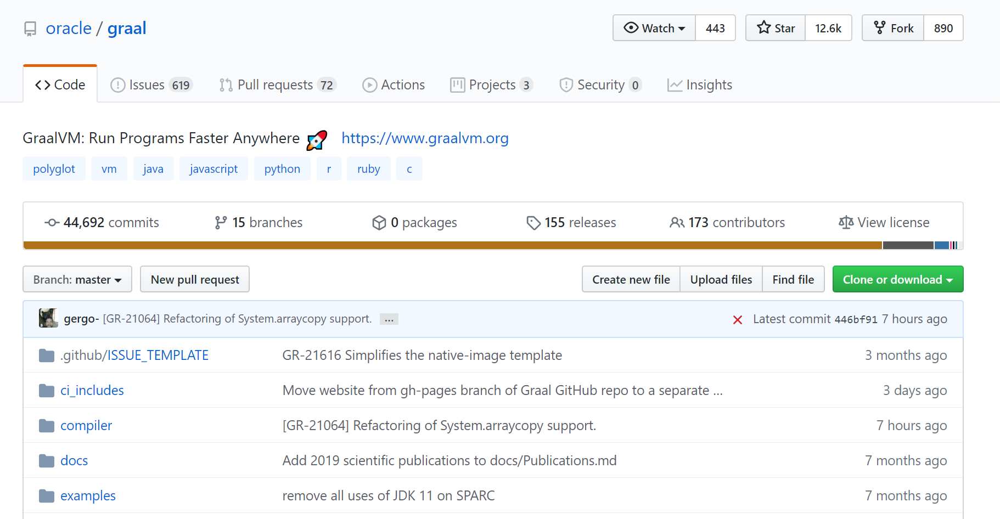 oracle / graal
Watch 443 Star 12.6k Fork 890
Code Issues 619 Pull requests 72 Actions Projects 3 Security 0 Insights
GraalVM: Run Programs Faster Anywhere 🚀 https://www.graalvm.org
polyglot vm java javascript python r ruby c
44,692 commits 15 branches 0 packages 155 releases 173 contributors View license
Branch: master New pull request Create new file Upload files Find file Clone or download
gergo- [GR-21064] Refactoring of System.arraycopy support. ... Latest commit 446bf91 7 hours ago
.github/ISSUE_TEMPLATE GR-21616 Simplifies the native-image template 3 months ago
ci_includes Move website from gh-pages branch of Graal GitHub repo to a separate ... 3 days ago
compiler [GR-21064] Refactoring of System.arraycopy support. 7 hours ago
docs Add 2019 scientific publications to docs/Publications.md 7 months ago
examples remove all uses of JDK 11 on SPARC 7 months ago